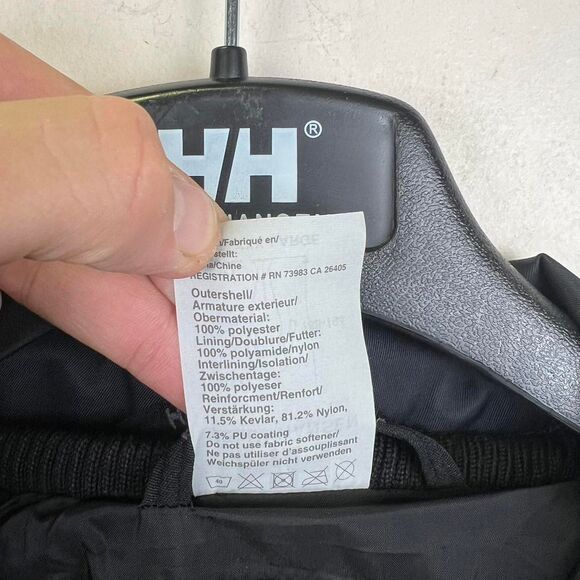 HH®
/Fabriqué en/
stellt:
/Chine
REGISTRATION # RN 73983 CA 26405
Outershell/
Armature exterieur/
Obermaterial:
100% polyester
Lining/Doublure/Futter:
100% polyamide/nylon
Interlining/Isolation/
Zwischentage:
100% polyeser
Reinforcment/Renfort/
Verstärkung:
11.5% Kevlar, 81.2% Nylon,
7.3% PU coating
Do not use fabric softener/
Ne pas utiliser d'assouplissant
Weichspüler nicht verwenden
40